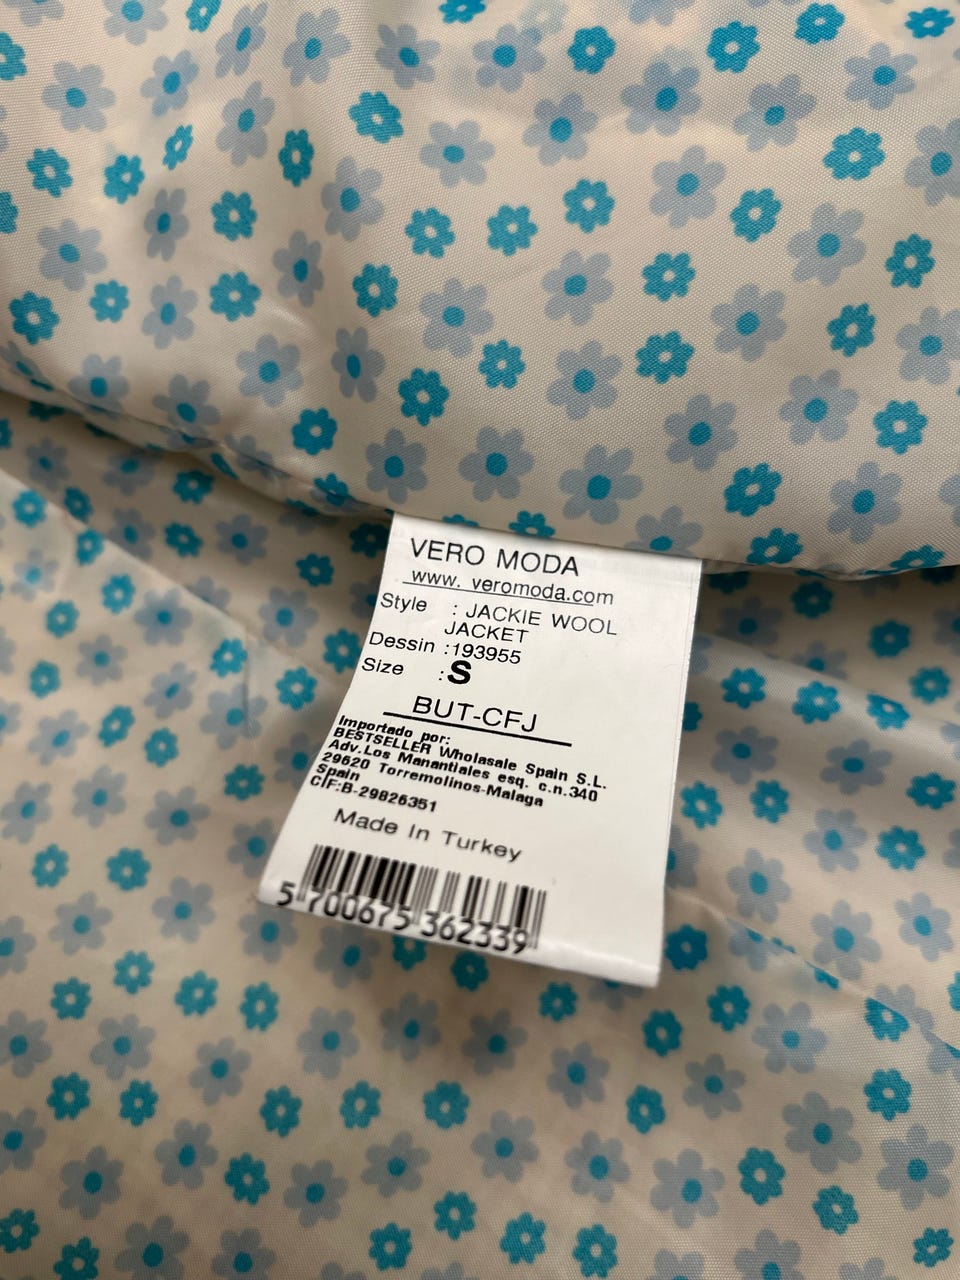 VERO MODA
www. veromoda.com
Style : JACKIE WOOL
JACKET
Dessin :193955
Size :S
BUT-CFJ
Importado por:
BESTSELLER Wholasale Spain S.L.
Adv.Los Manantiales esq. c.n.340
29620 Torremolinos-Malaga
Spain
CIF:B-29826351
Made In Turkey
5 700675 362339